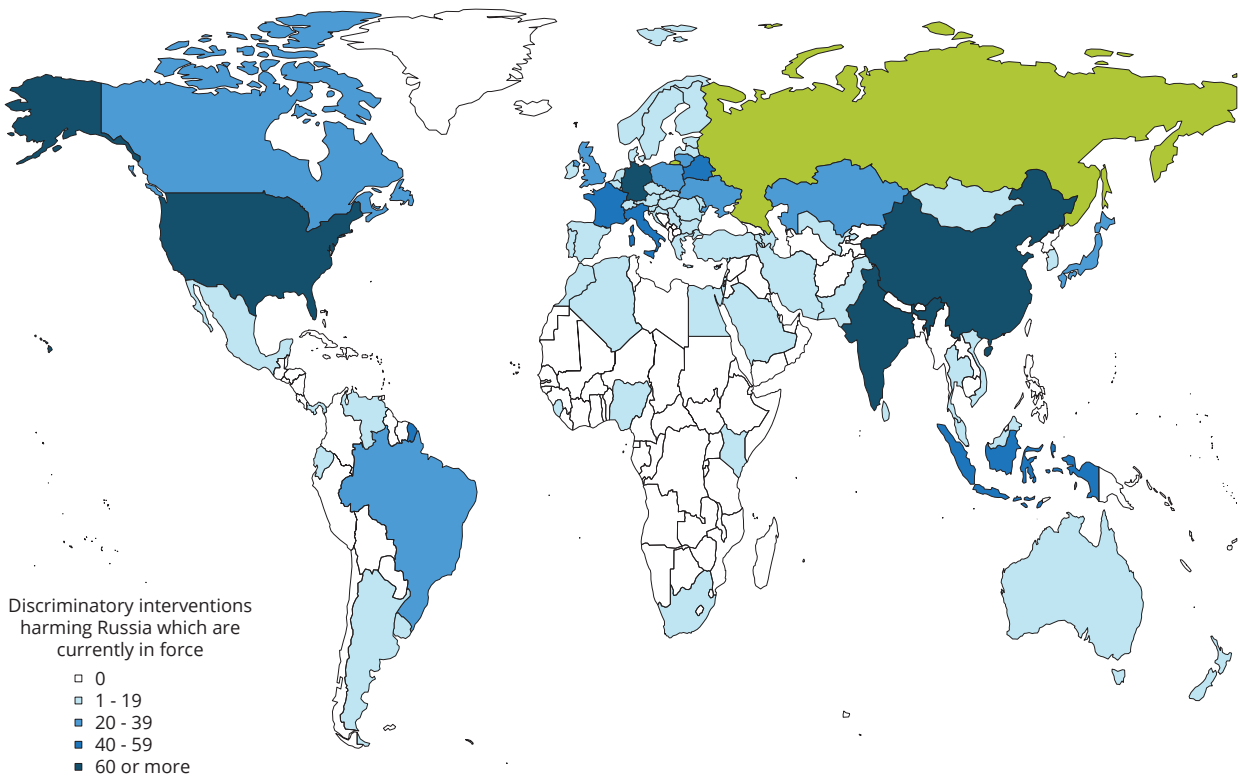 Discriminatory interventions
harming Russia which are
currently in force
0
1 - 19
20 - 39
40 - 59
60 or more